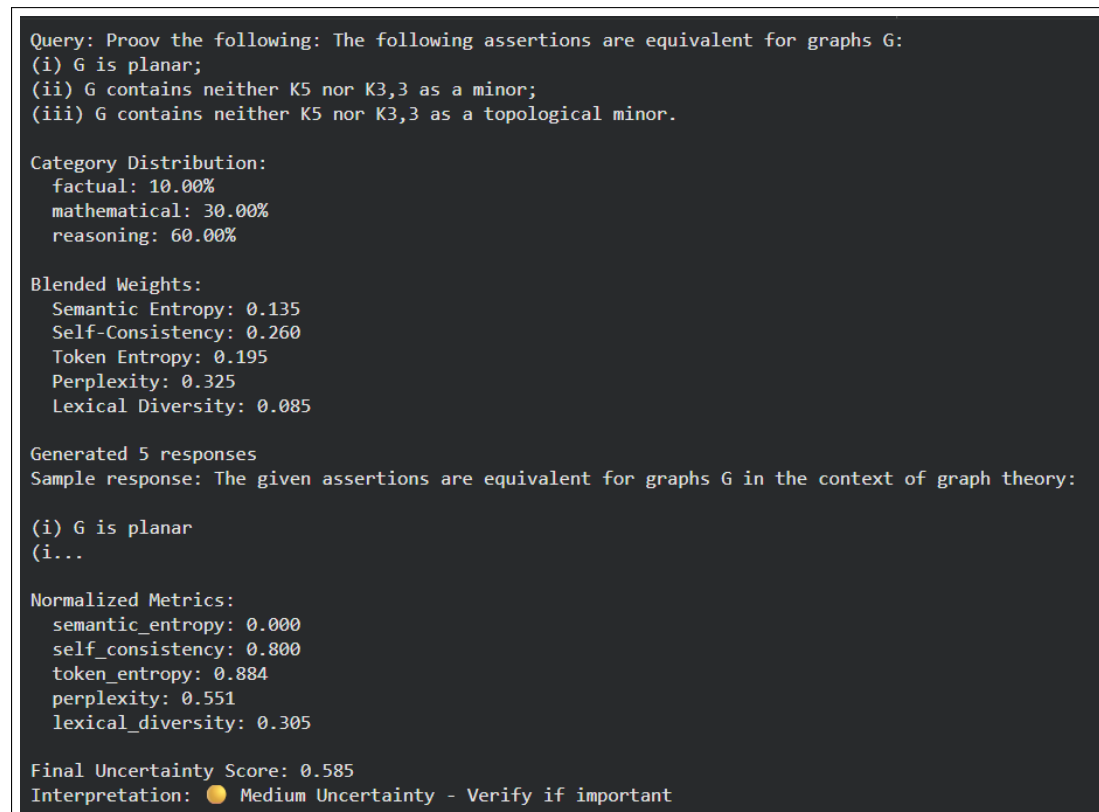 Query: Proov the following: The following assertions are equivalent for graphs G:
(i) G is planar;
(ii) G contains neither K5 nor K3,3 as a minor;
(iii) G contains neither K5 nor K3,3 as a topological minor.
Category Distribution:
factual: 10.00%
mathematical: 30.00%
reasoning: 60.00%
Blended Weights:
Semantic Entropy: 0.135
Self-Consistency: 0.260
Token Entropy: 0.195
Perplexity: 0.325
Lexical Diversity: 0.085
Generated 5 responses
Sample response: The given assertions are equivalent for graphs G in the context of graph theory:
(i) G is planar
(i...
Normalized Metrics:
semantic_entropy: 0.000
self_consistency: 0.800
token_entropy: 0.884
perplexity: 0.551
lexical_diversity: 0.305
Final Uncertainty Score: 0.585
Interpretation: 🟡 Medium Uncertainty - Verify if important